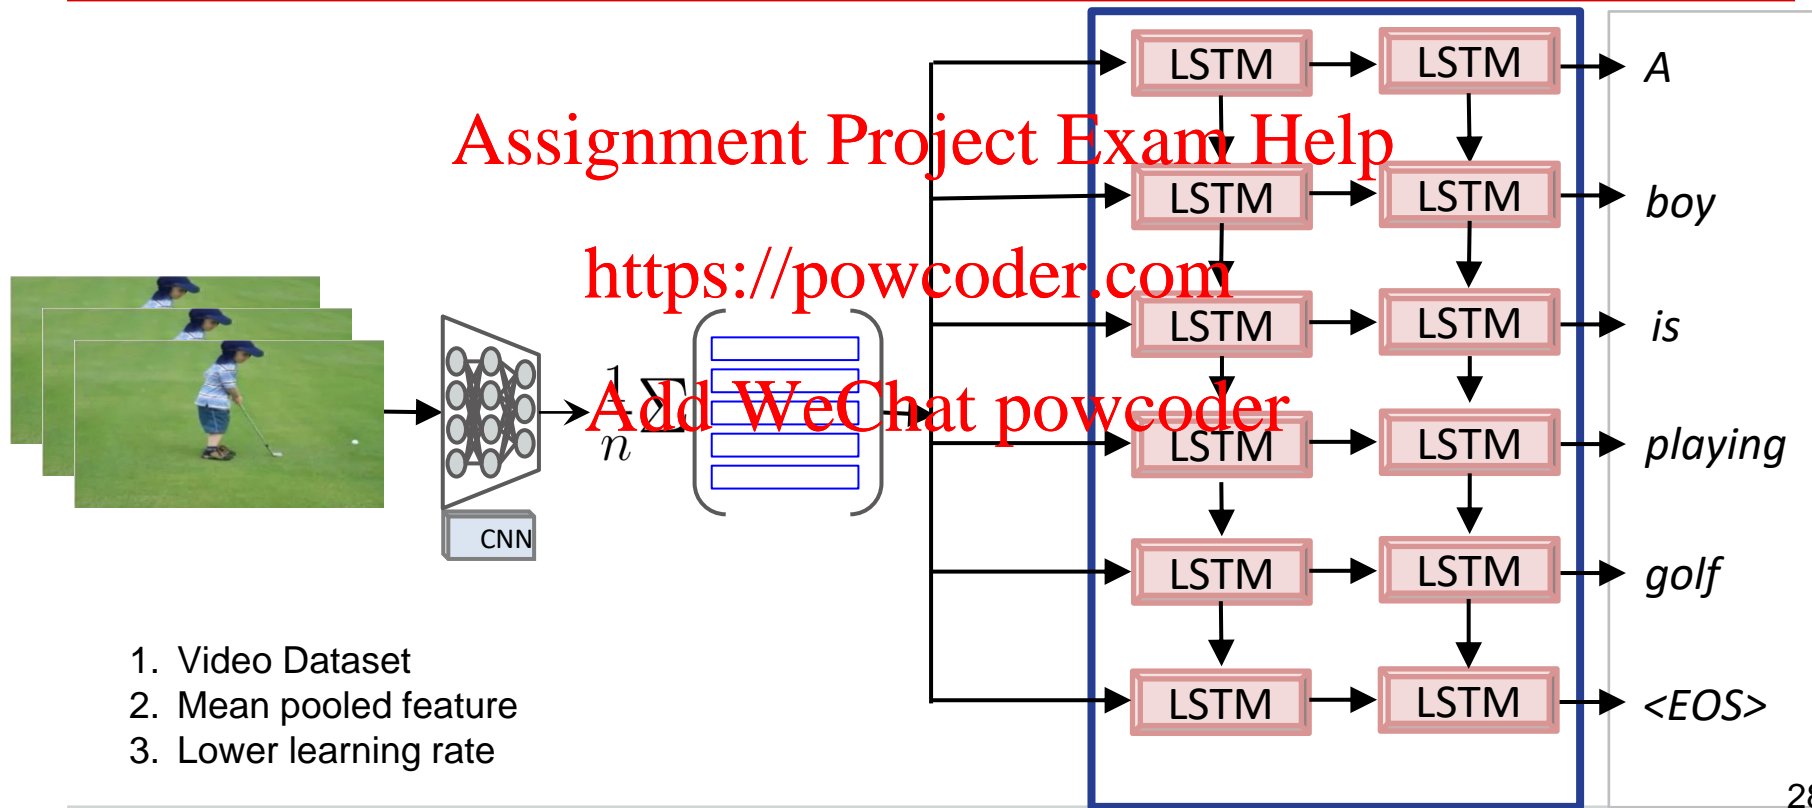 LSTM LSTM A
Assignment Project Exam Help
LSTM LSTM boy
https://powcoder.com
LSTM LSTM is
1/n Σ
Add WeChat powcoder
LSTM LSTM playing
CNN
LSTM LSTM golf
1. Video Dataset
2. Mean pooled feature
LSTM LSTM <EOS>
3. Lower learning rate
28